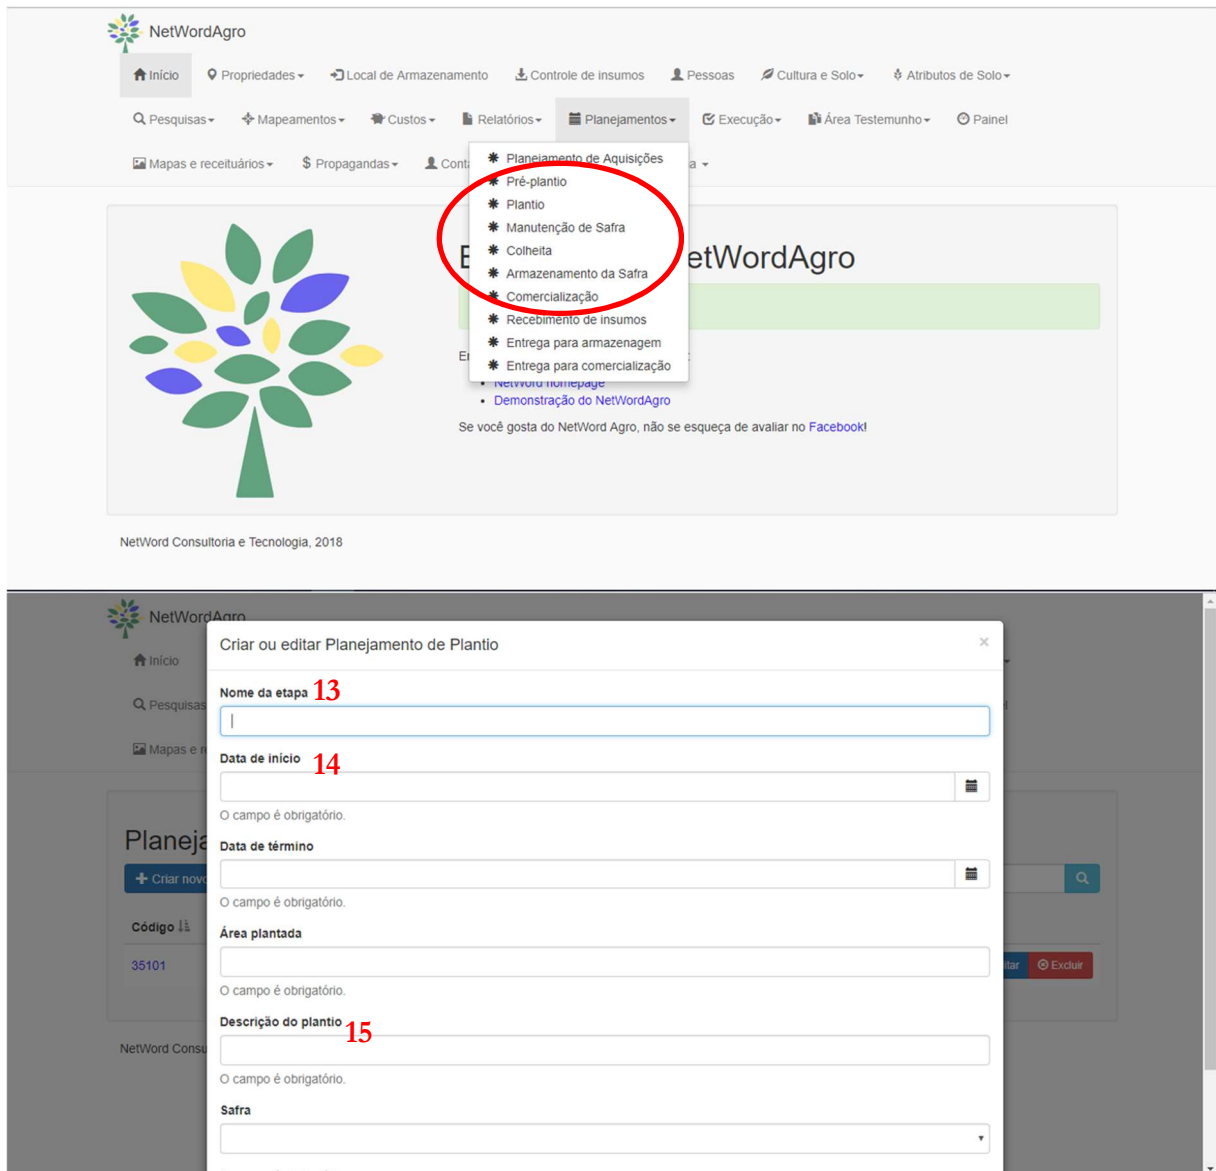 NetWordAgro
Início Propriedades Local de Armazenamento Controle de insumos Pessoas Cultura e Solo Atributos de Solo
Pesquisas Mapeamentos Custos Relatórios Planejamentos Execução Área Testemunho Painel
Mapas e receituários $ Propagandas a
Planejamento de Aquisições
Pré-plantio
Plantio
Manutenção de Safra
Colheita
Armazenamento da Safra
Comercialização
Recebimento de insumos
Entrega para armazenagem
Entrega para comercialização
etWordAgro
NetWord homepage
Demonstração do NetWordAgro
Se você gosta do NetWord Agro, não se esqueça de avaliar no Facebook!
NetWord Consultoria e Tecnologia, 2018
NetWordAgro
Início
Pesquisas
Mapas e r
Planeja
+ Criar novo
Código
35101
itar Excluir
NetWord Consu
Criar ou editar Planejamento de Plantio ×
Nome da etapa 13
Data de início 14
O campo é obrigatório.
Data de término
O campo é obrigatório.
Área plantada
O campo é obrigatório.
Descrição do plantio 15
O campo é obrigatório.
Safra